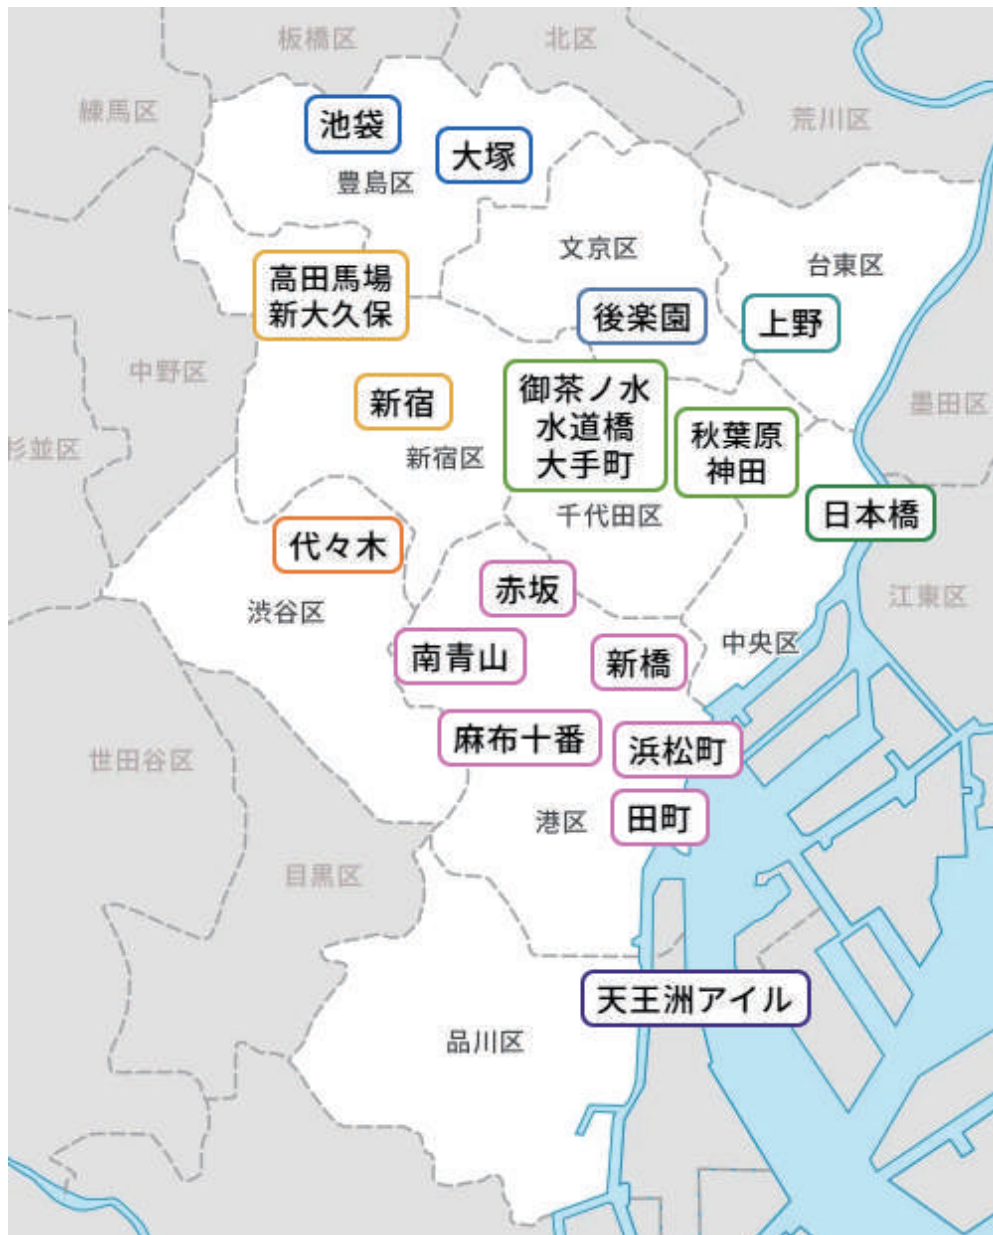 板橋区
北区
練馬区
荒川区
池袋
大塚
豊島区
文京区
台東区
高田馬場
新大久保
後楽園
上野
中野区
新宿
御茶ノ水
水道橋
大手町
秋葉原
神田
墨田区
杉並区
新宿区
千代田区
日本橋
代々木
赤坂
江東区
渋谷区
南青山
新橋
中央区
麻布十番
浜松町
世田谷区
港区
田町
目黒区
天王洲アイル
品川区